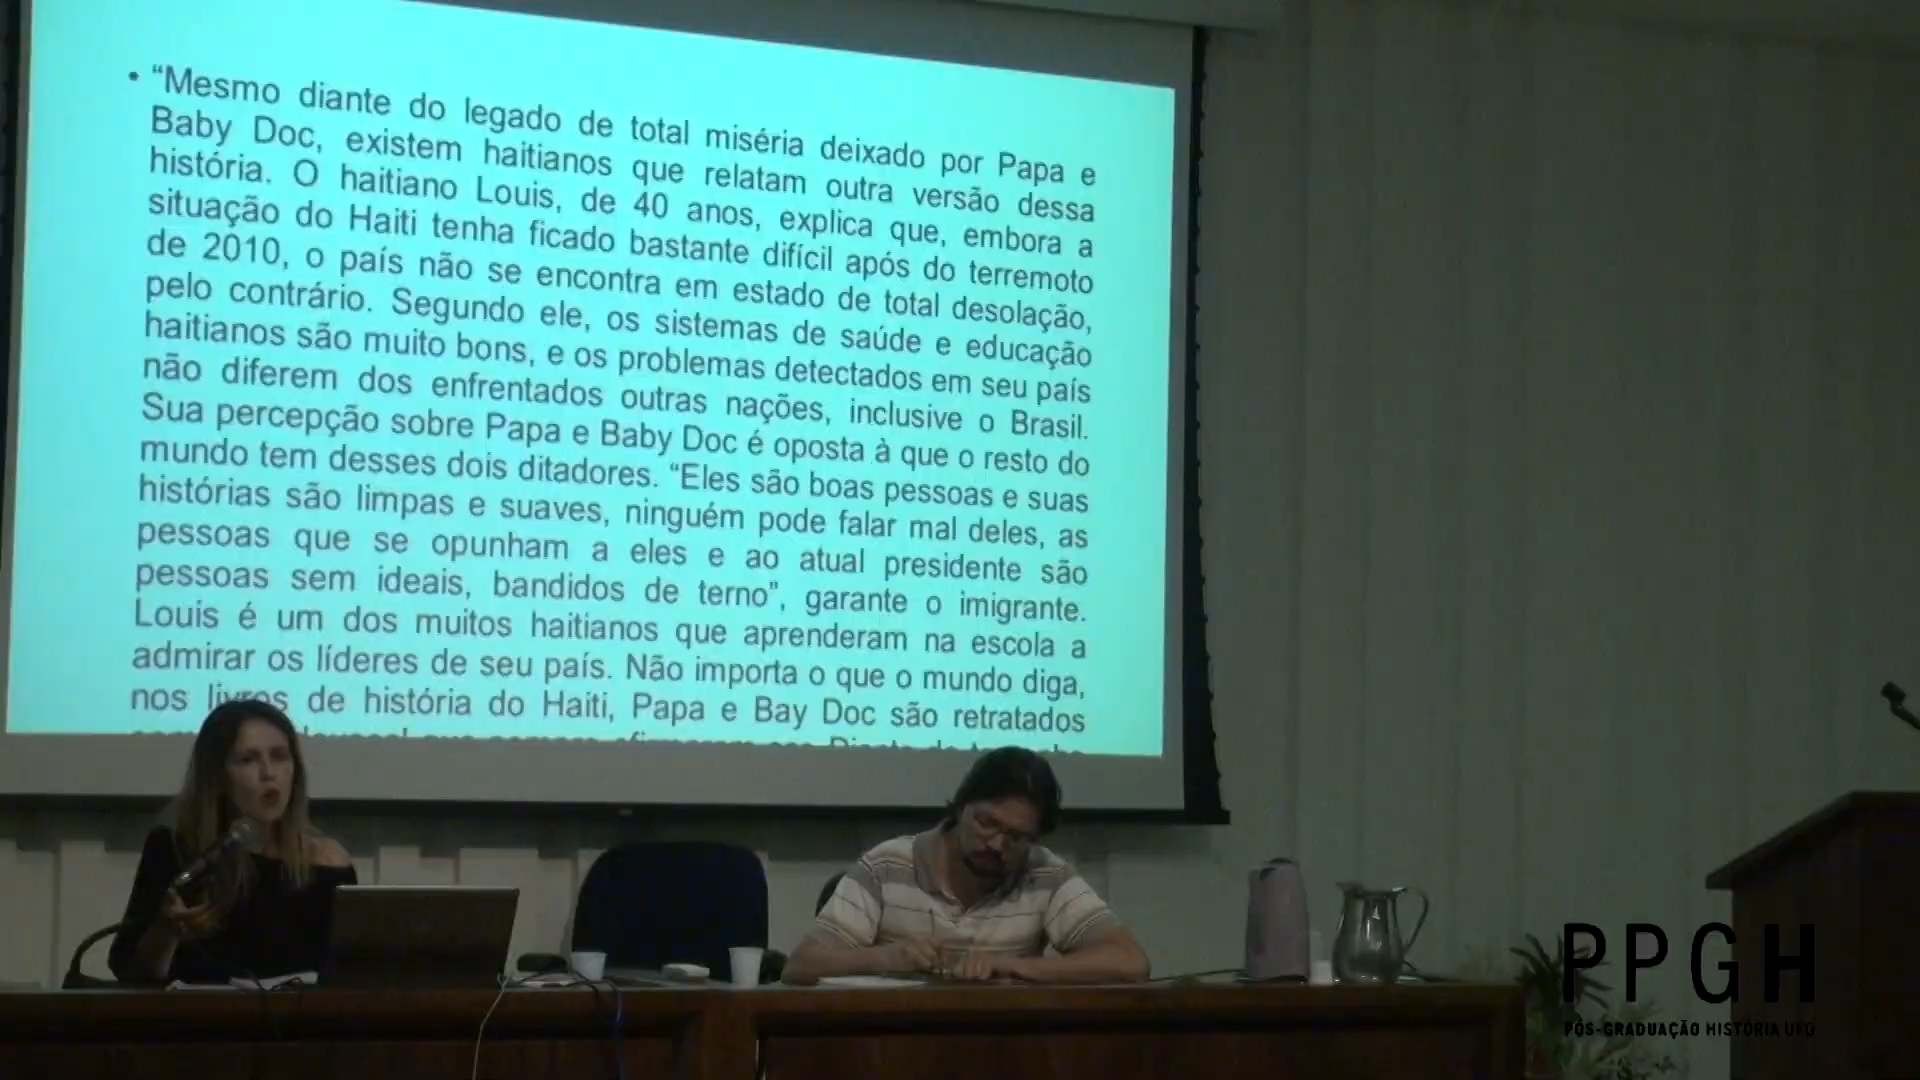 • “Mesmo diante do legado de total miséria deixado por Papa e
Baby Doc, existem haitianos que relatam outra versão dessa
história. O haitiano Louis, de 40 anos, explica que, embora a
situação do Haiti tenha ficado bastante difícil após do terremoto
de 2010, o país não se encontra em estado de total desolação,
pelo contrário. Segundo ele, os sistemas de saúde e educação
haitianos são muito bons, e os problemas detectados em seu país
não diferem dos enfrentados outras nações, inclusive o Brasil.
Sua percepção sobre Papa e Baby Doc é oposta à que o resto do
mundo tem desses dois ditadores. “Eles são boas pessoas e suas
histórias são limpas e suaves, ninguém pode falar mal deles, as
pessoas que se opunham a eles e ao atual presidente são
pessoas sem ideais, bandidos de terno”, garante o imigrante.
Louis é um dos muitos haitianos que aprenderam na escola a
admirar os líderes de seu país. Não importa o que o mundo diga,
nos livros de história do Haiti, Papa e Bay Doc são retratados
PPGH
PÓS-GRADUAÇÃO HISTÓRIA UFU